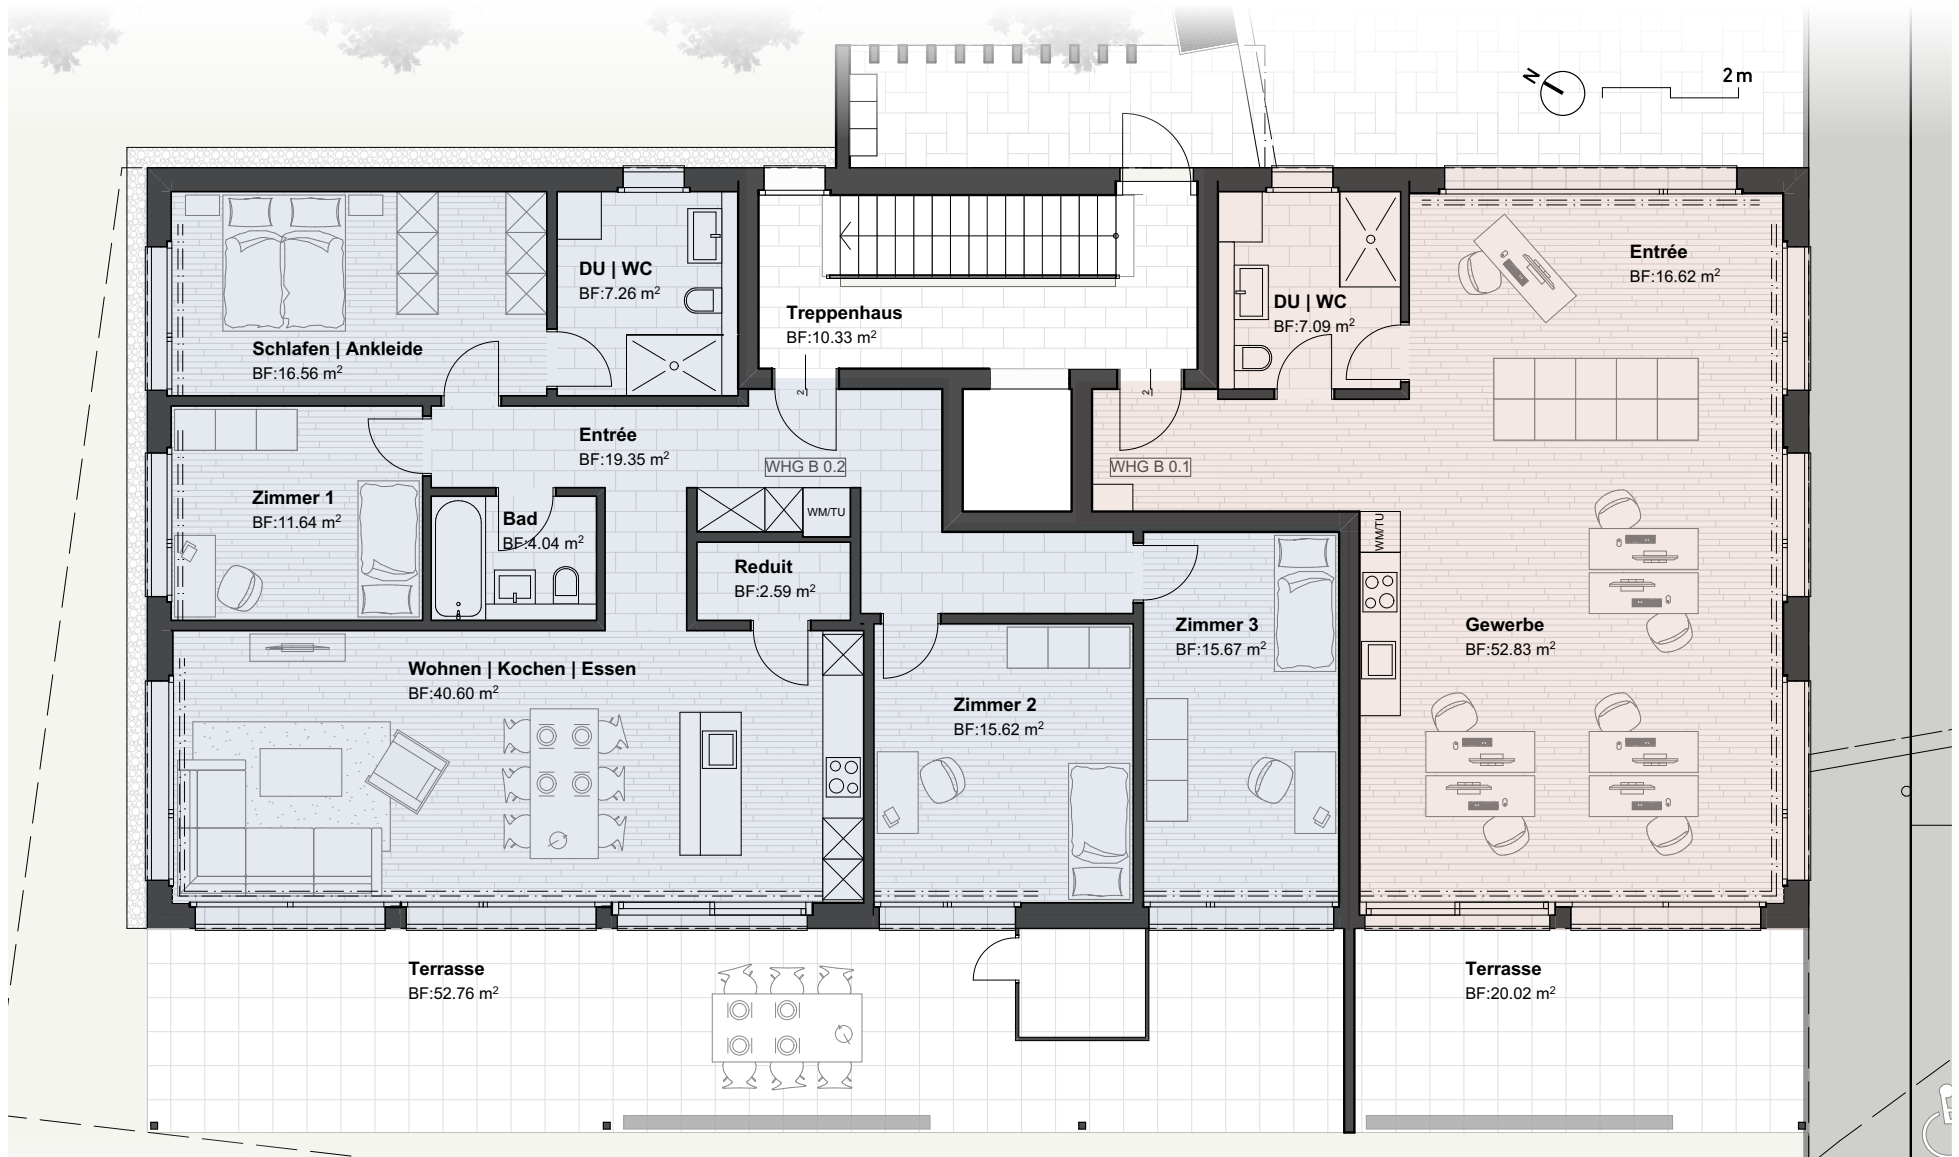 N
2 m
Entrée
BF:16.62 m²
DU | WC
BF:7.26 m²
DU | WC
BF:7.09 m²
Treppenhaus
BF:10.33 m²
Schlafen | Ankleide
BF:16.56 m²
2
2
Entrée
BF:19.35 m²
WHG B 0.2
WHG B 0.1
Zimmer 1
BF:11.64 m²
Bad
BF:4.04 m²
WM/TU
WM/TU
Reduit
BF:2.59 m²
Zimmer 3
BF:15.67 m²
Gewerbe
BF:52.83 m²
Wohnen | Kochen | Essen
BF:40.60 m²
Zimmer 2
BF:15.62 m²
Terrasse
BF:52.76 m²
Terrasse
BF:20.02 m²